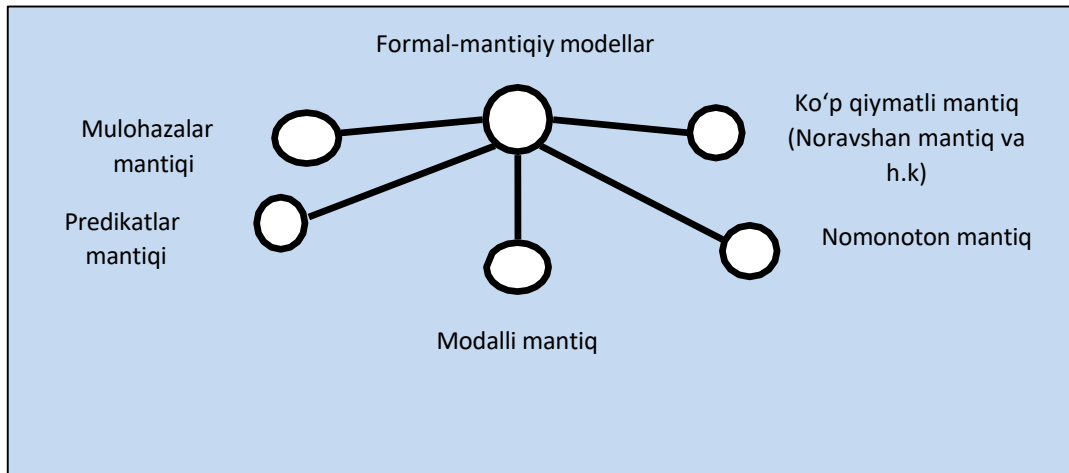 Formal-mantiqiy modellar
Mulohazalar
mantiqi
Ko‘p qiymatli mantiq
(Noravshan mantiq va
h.k)
Predikatlar
mantiqi
Nomonoton mantiq
Modalli mantiq